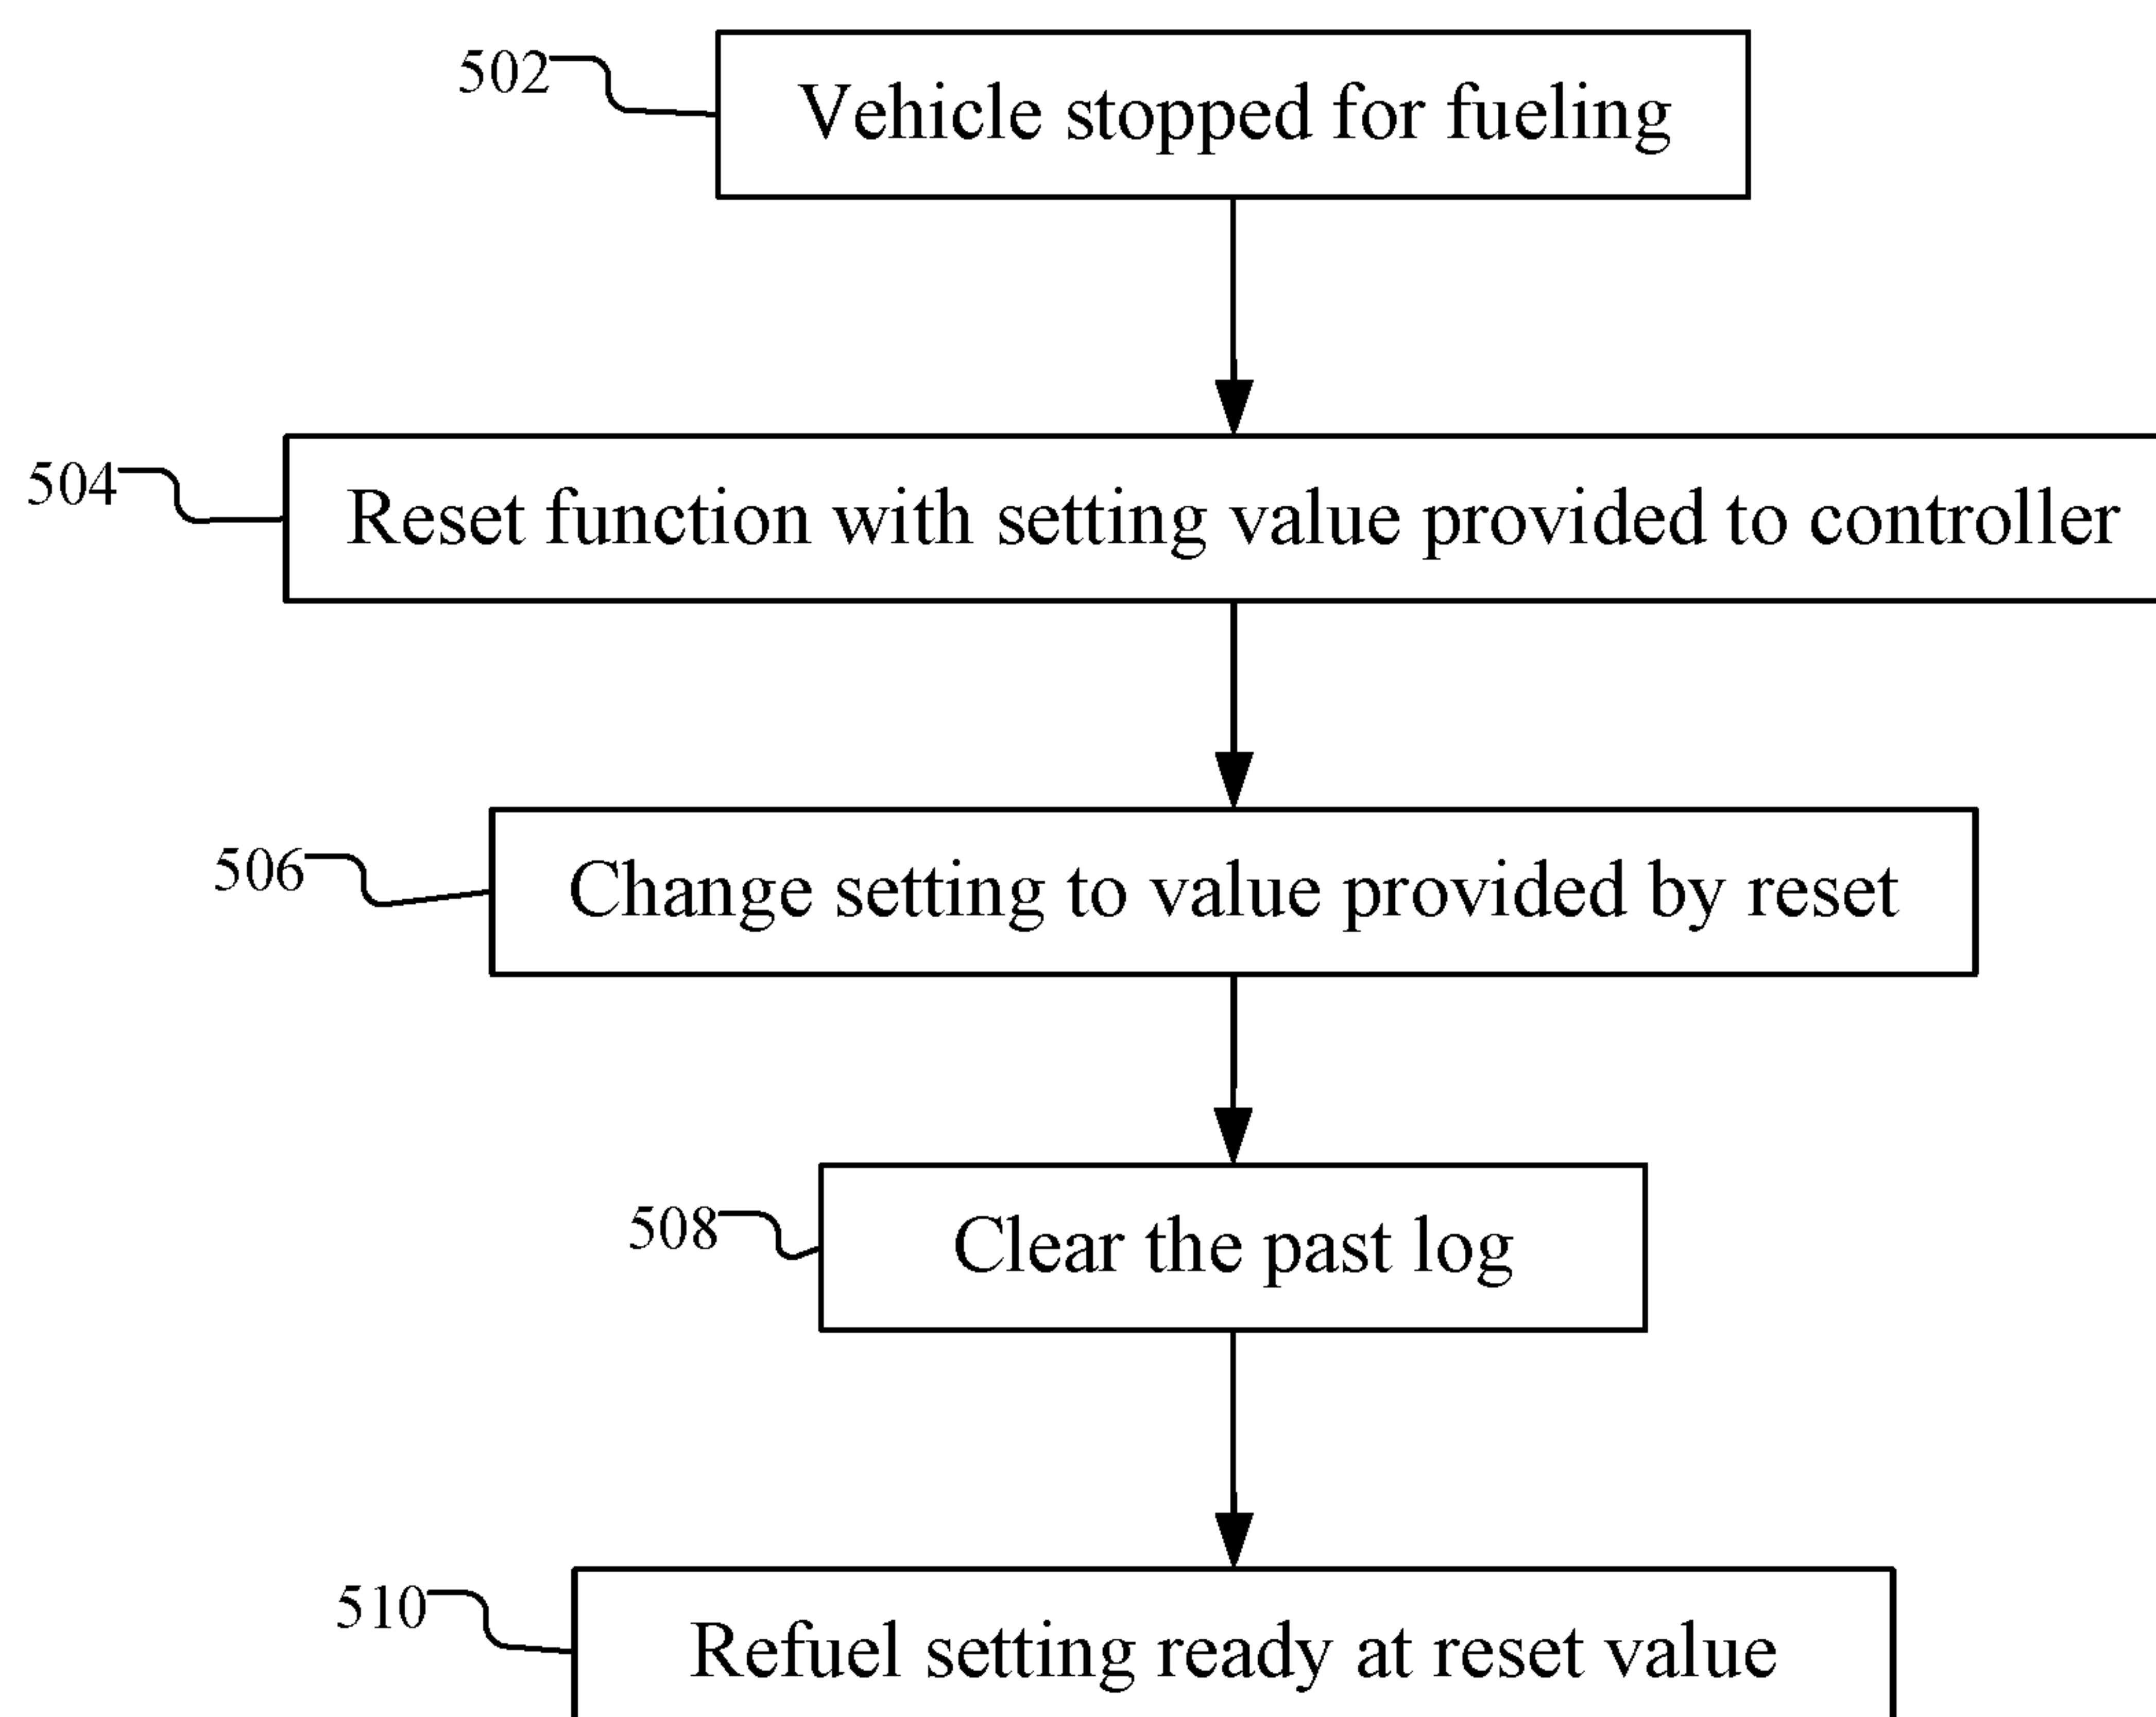 502
Vehicle stopped for fueling
504
Reset function with setting value provided to controller
506
Change setting to value provided by reset
508
Clear the past log
510
Refuel setting ready at reset value